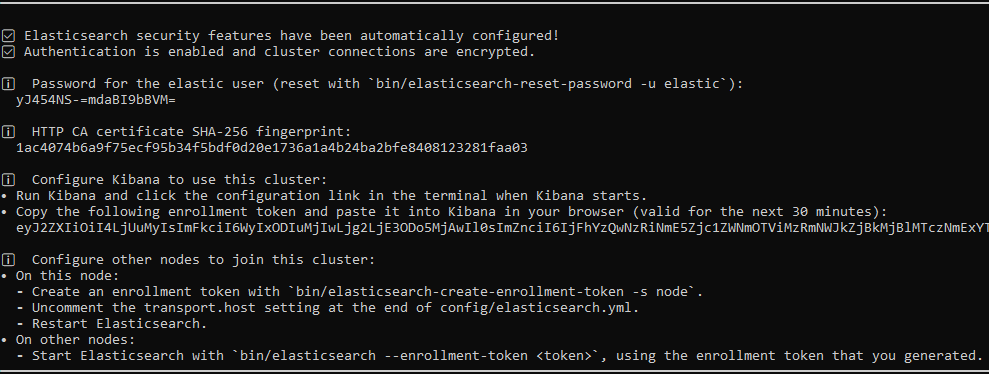 ☑ Elasticsearch security features have been automatically configured!
☑ Authentication is enabled and cluster connections are encrypted.
ℹ Password for the elastic user (reset with `bin/elasticsearch-reset-password -u elastic`):
yJ454NS-=mdaBI9bBVM=
ℹ HTTP CA certificate SHA-256 fingerprint:
1ac4074b6a9f75ecf95b34f5bdf0d20e1736a1a4b24ba2bfe8408123281faa03
ℹ Configure Kibana to use this cluster:
• Run Kibana and click the configuration link in the terminal when Kibana starts.
• Copy the following enrollment token and paste it into Kibana in your browser (valid for the next 30 minutes):
eyJ2ZXIiOiI4LjUuMyIsImFkciI6WyIxODIuMjIwLjg2LjE3ODo5MjAwIl0sImZnciI6IjFhYzQwNzRiNmE5Zjc1ZWNmOTViMzRmNWJkZjBkMjBlMTczNmExYT
ℹ Configure other nodes to join this cluster:
• On this node:
- Create an enrollment token with `bin/elasticsearch-create-enrollment-token -s node`.
- Uncomment the transport.host setting at the end of config/elasticsearch.yml.
- Restart Elasticsearch.
• On other nodes:
- Start Elasticsearch with `bin/elasticsearch --enrollment-token <token>`, using the enrollment token that you generated.